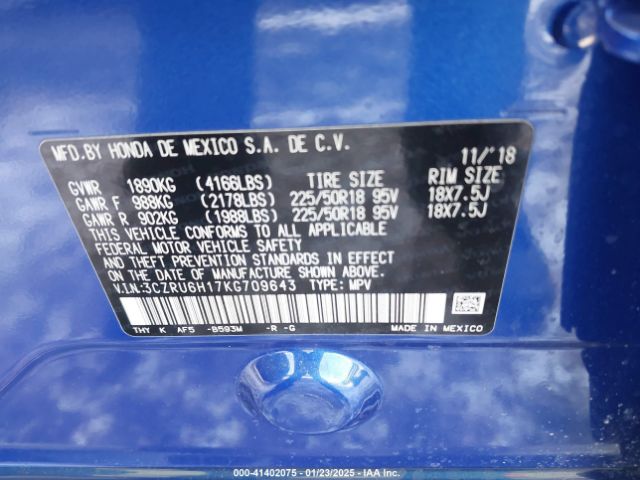 MFD.BY HONDA DE MEXICO S.A. DE C.V. 11/'18
GVWR 1890KG (4166LBS) TIRE SIZE RIM SIZE
GAWR F 988KG (2178LBS) 225/50R18 95V 18X7.5J
GAWR R 902KG (1988LBS) 225/50R18 95V 18X7.5J
THIS VEHICLE CONFORMS TO ALL APPLICABLE
FEDERAL MOTOR VEHICLE SAFETY, BUMPER,
AND THEFT PREVENTION STANDARDS IN EFFECT
ON THE DATE OF MANUFACTURE SHOWN ABOVE.
V.I.N:3CZRU6H17KG709643 TYPE: MPV
THY K AF5 -B593M -R -G MADE IN MEXICO
000-41402075 - 01/23/2025 - IAA Inc.